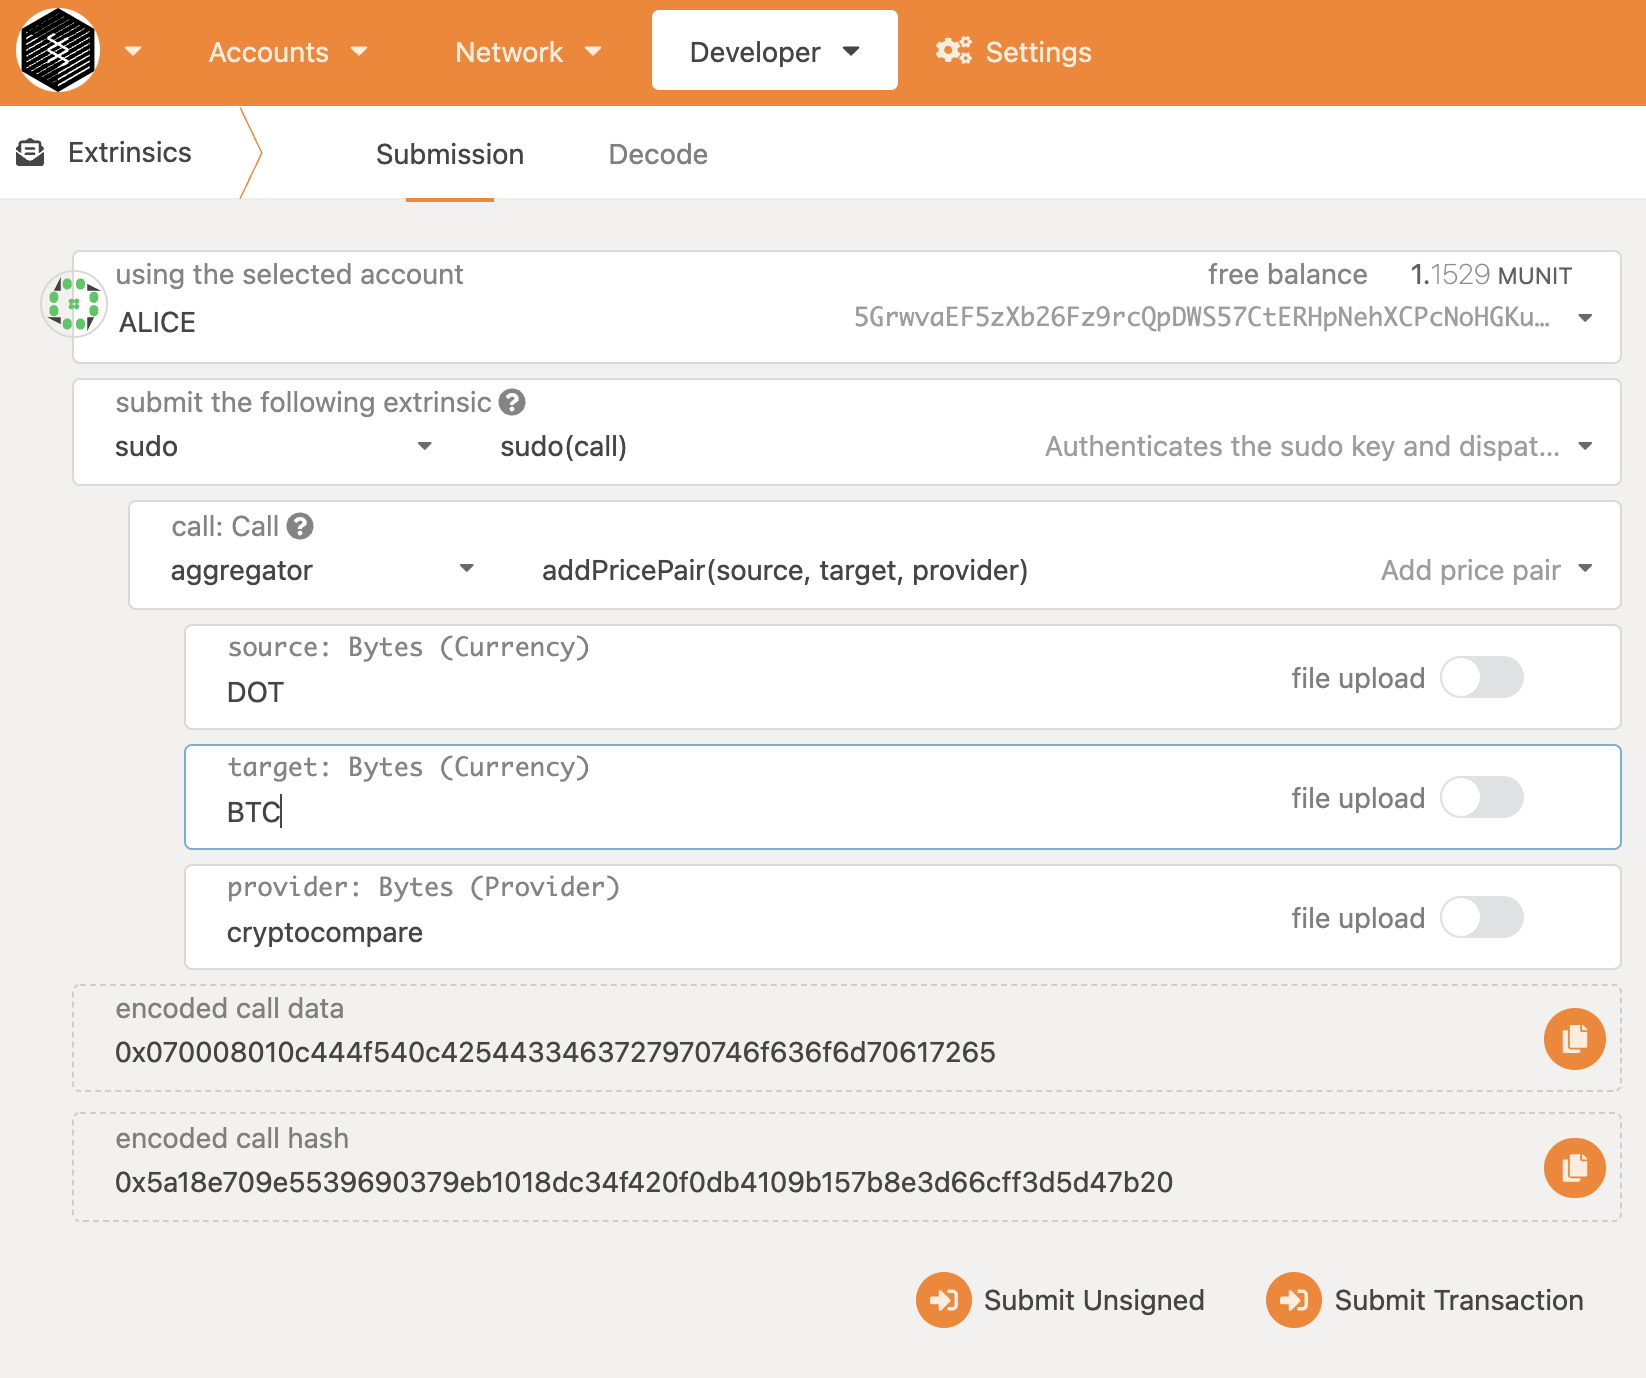 Accounts
Network
Developer
Settings
Extrinsics
Submission
Decode
using the selected account
free balance 1.1529 MUNIT
ALICE
5GrwvaEF5zXb26Fz9rcQpDWS57CtERHpNehXCPcNoHGKu...
submit the following extrinsic
sudo
sudo(call)
Authenticates the sudo key and dispat...
call: Call
aggregator
addPricePair(source, target, provider)
Add price pair
source: Bytes (Currency)
DOT
file upload
target: Bytes (Currency)
BTC
file upload
provider: Bytes (Provider)
cryptocompare
file upload
encoded call data
0x070008010c444f540c4254433463727970746f636f6d70617265
encoded call hash
0x5a18e709e5539690379eb1018dc34f420f0db4109b157b8e3d66cff3d5d47b20
Submit Unsigned
Submit Transaction